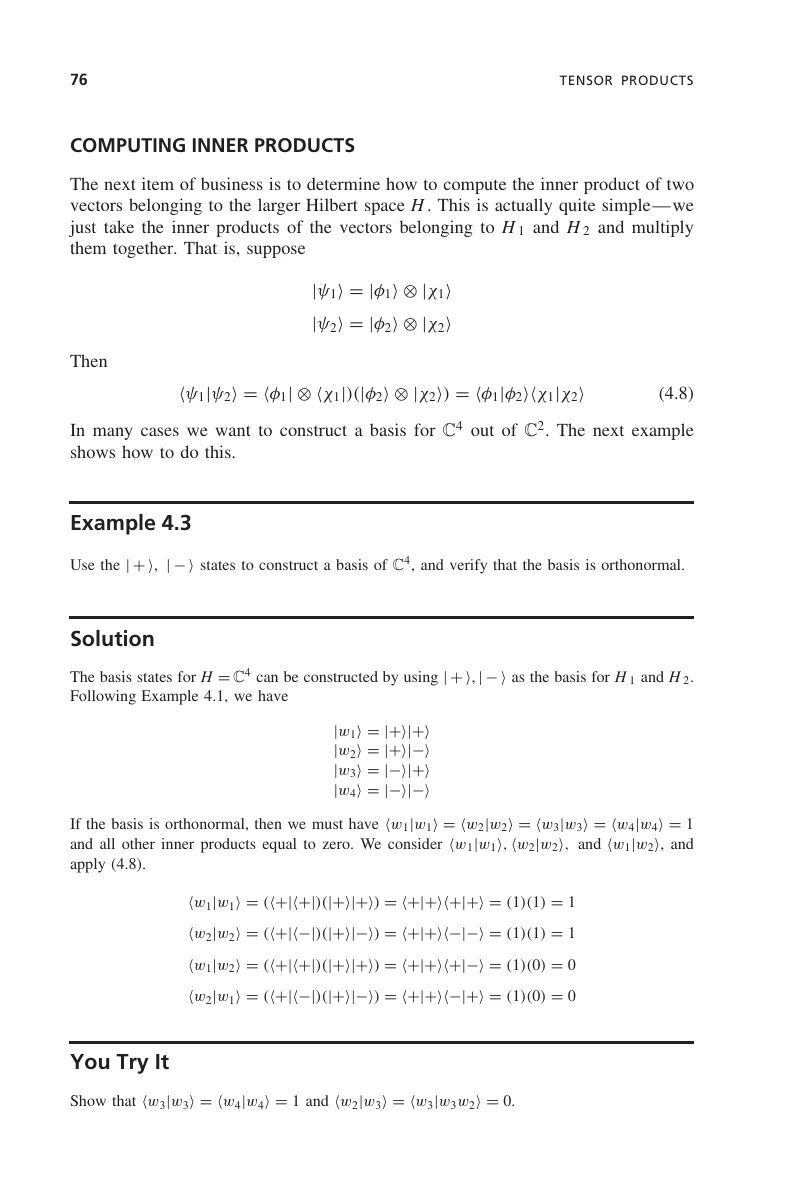 76 TENSOR PRODUCTS
COMPUTING INNER PRODUCTS
The next item of business is to determine how to compute the inner product of two
vectors belonging to the larger Hilbert space H. This is actually quite simple—we
just take the inner products of the vectors belonging to H₁ and H₂ and multiply
them together. That is, suppose
|ψ₁⟩ = |ϕ₁⟩ ⊗ |χ₁⟩
|ψ₂⟩ = |ϕ₂⟩ ⊗ |χ₂⟩
Then
⟨ψ₁|ψ₂⟩ = ⟨ϕ₁| ⊗ ⟨χ₁|)(|ϕ₂⟩ ⊗ |χ₂⟩) = ⟨ϕ₁|ϕ₂⟩⟨χ₁|χ₂⟩ (4.8)
In many cases we want to construct a basis for ℂ⁴ out of ℂ². The next example
shows how to do this.
Example 4.3
Use the |+⟩, |−⟩ states to construct a basis of ℂ⁴, and verify that the basis is orthonormal.
Solution
The basis states for H = ℂ⁴ can be constructed by using |+⟩, |−⟩ as the basis for H₁ and H₂.
Following Example 4.1, we have
|w₁⟩ = |+⟩|+⟩
|w₂⟩ = |+⟩|−⟩
|w₃⟩ = |−⟩|+⟩
|w₄⟩ = |−⟩|−⟩
If the basis is orthonormal, then we must have ⟨w₁|w₁⟩ = ⟨w₂|w₂⟩ = ⟨w₃|w₃⟩ = ⟨w₄|w₄⟩ = 1
and all other inner products equal to zero. We consider ⟨w₁|w₁⟩, ⟨w₂|w₂⟩, and ⟨w₁|w₂⟩, and
apply (4.8).
⟨w₁|w₁⟩ = (⟨+|⟨+|)(|+⟩|+⟩) = ⟨+|+⟩⟨+|+⟩ = (1)(1) = 1
⟨w₂|w₂⟩ = (⟨+|⟨−|)(|+⟩|−⟩) = ⟨+|+⟩⟨−|−⟩ = (1)(1) = 1
⟨w₁|w₂⟩ = (⟨+|⟨+|)(|+⟩|+⟩) = ⟨+|+⟩⟨+|−⟩ = (1)(0) = 0
⟨w₂|w₁⟩ = (⟨+|⟨−|)(|+⟩|−⟩) = ⟨+|+⟩⟨−|+⟩ = (1)(0) = 0
You Try It
Show that ⟨w₃|w₃⟩ = ⟨w₄|w₄⟩ = 1 and ⟨w₂|w₃⟩ = ⟨w₃|w₃w₂⟩ = 0.